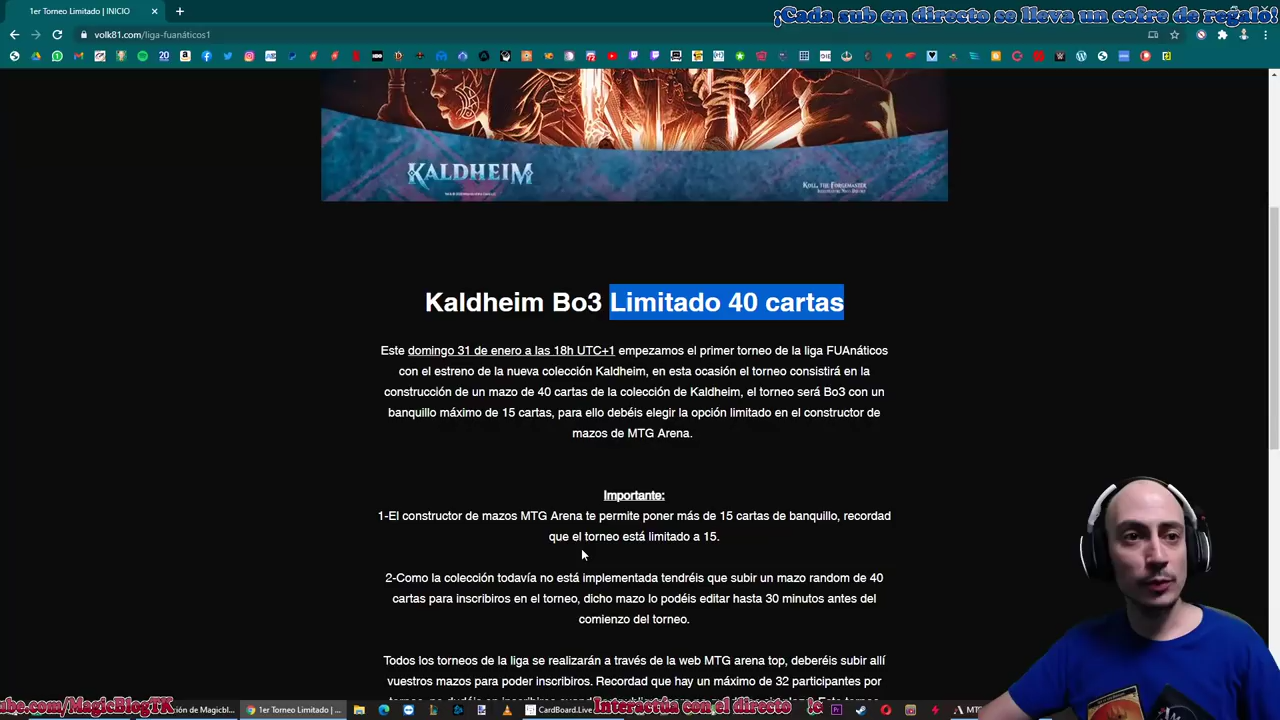 1er Torneo Limitado | INICIO
¡Cada sub en directo se lleva un cofre de regalo!
volk81.com/liga-fuanáticos1
KALDHEIM
KOLL, THE FORGEMASTER
Kaldheim Bo3 Limitado 40 cartas
Este domingo 31 de enero a las 18h UTC+1 empezamos el primer torneo de la liga FUAnáticos
con el estreno de la nueva colección Kaldheim, en esta ocasión el torneo consistirá en la
construcción de un mazo de 40 cartas de la colección de Kaldheim, el torneo será Bo3 con un
banquillo máximo de 15 cartas, para ello debéis elegir la opción limitado en el constructor de
mazos de MTG Arena.
Importante:
1-El constructor de mazos MTG Arena te permite poner más de 15 cartas de banquillo, recordad
que el torneo está limitado a 15.
2-Como la colección todavía no está implementada tendréis que subir un mazo random de 40
cartas para inscribiros en el torneo, dicho mazo lo podéis editar hasta 30 minutos antes del
comienzo del torneo.
Todos los torneos de la liga se realizarán a través de la web MTG arena top, deberéis subir allí
vuestros mazos para poder inscribiros. Recordad que hay un máximo de 32 participantes por
ube.com/MagicBlogTK
ción de Magicbl...
1er Torneo Limitado | ...
CardBoard.Live
Interactúa con el directo
MT